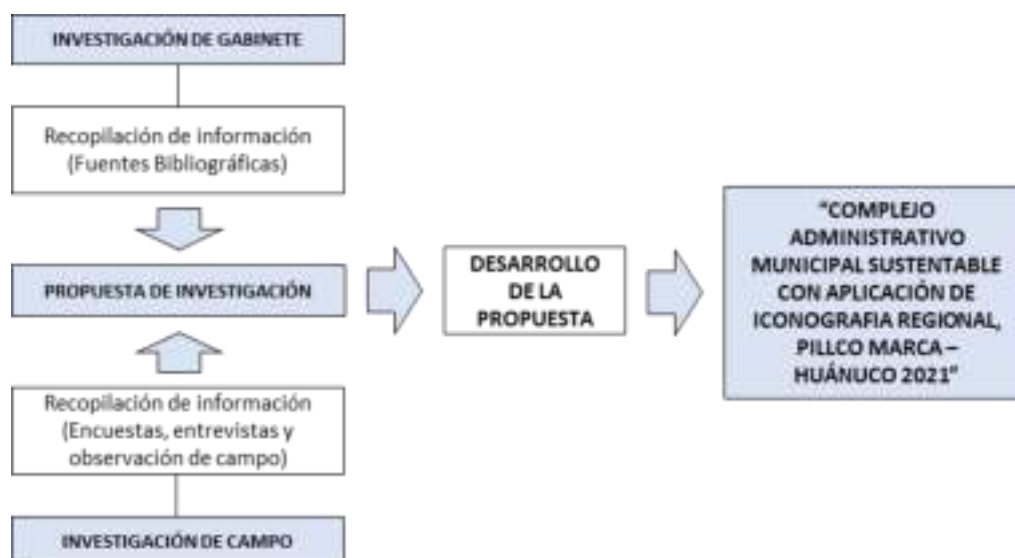 INVESTIGACIÓN DE GABINETE
Recopilación de información
(Fuentes Bibliográficas)
PROPUESTA DE INVESTIGACIÓN
Recopilación de información
(Encuestas, entrevistas y
observación de campo)
INVESTIGACIÓN DE CAMPO
DESARROLLO
DE LA
PROPUESTA
"COMPLEJO
ADMINISTRATIVO
MUNICIPAL SUSTENTABLE
CON APLICACIÓN DE
ICONOGRAFIA REGIONAL,
PILLCO MARCA –
HUÁNUCO 2021"